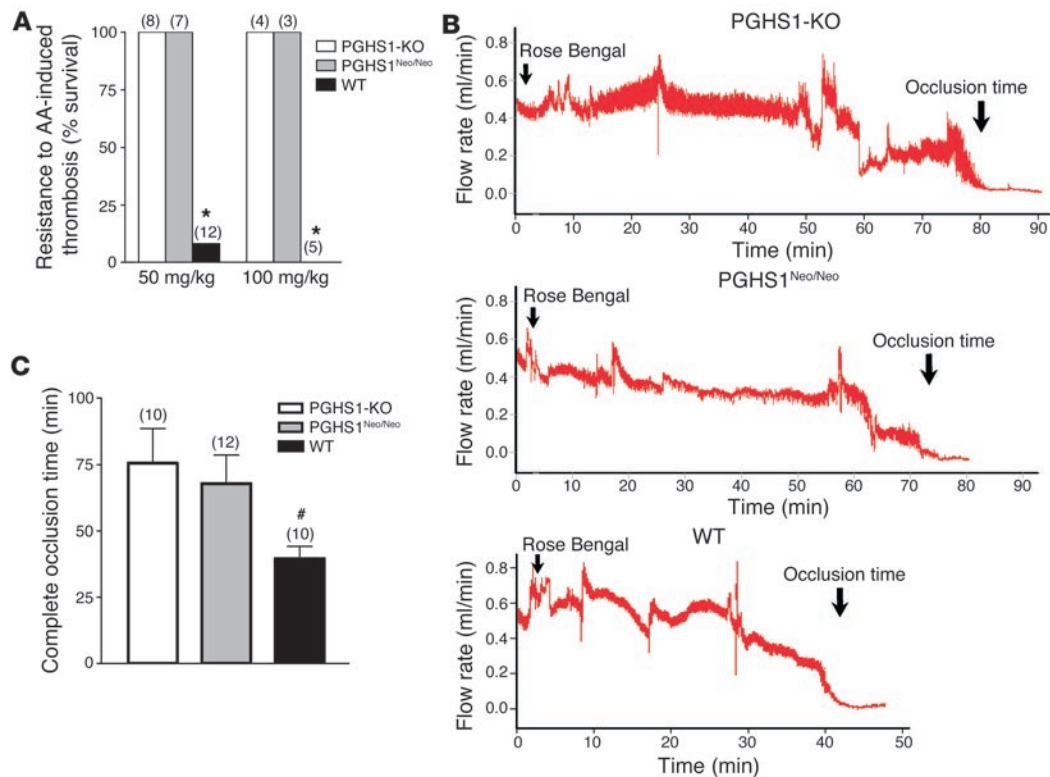 A
Resistance to AA-induced
thrombosis (% survival)
100
75
50
25
0
(8) (7)
(4) (3)
*
(12)
*
(5)
50 mg/kg 100 mg/kg
PGHS1-KO
PGHS1Neo/Neo
WT
B
PGHS1-KO
Rose Bengal
Occlusion time
Flow rate (ml/min)
0.8
0.6
0.4
0.2
0.0
0 10 20 30 40 50 60 70 80 90
Time (min)
PGHS1Neo/Neo
Rose Bengal
Occlusion time
Flow rate (ml/min)
0.8
0.6
0.4
0.2
0.0
0 10 20 30 40 50 60 70 80 90
Time (min)
WT
Rose Bengal
Occlusion time
Flow rate (ml/min)
0.8
0.6
0.4
0.2
0.0
0 10 20 30 40 50
Time (min)
C
Complete occlusion time (min)
100
75
50
25
0
(10)
(12)
#
(10)
PGHS1-KO
PGHS1Neo/Neo
WT